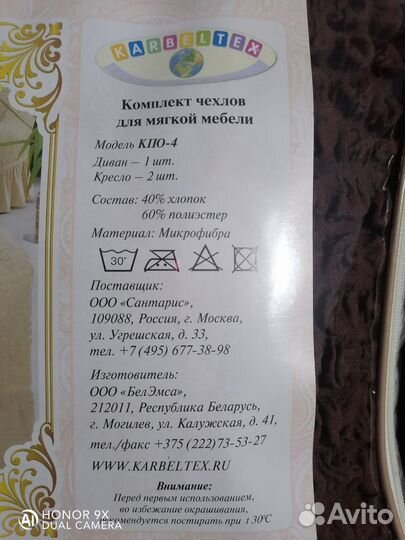 KARBELTEX
Комплект чехлов
для мягкой мебели
Модель КПО-4
Диван – 1 шт.
Кресло – 2 шт.
Состав: 40% хлопок
60% полиэстер
Материал: Микрофибра
30°
Поставщик:
ООО «Сантарис»,
109088, Россия, г. Москва,
ул. Угрешская, д. 33,
тел. +7 (495) 677-38-98
Изготовитель:
ООО «БелЭмса»,
212011, Республика Беларусь,
г. Могилев, ул. Калужская, д. 41,
тел./факс +375 (222)73-53-27
WWW.KARBELTEX.RU
Внимание:
Перед первым использованием,
во избежание окрашивания,
рекомендуется постирать при t 30°C
AI HONOR 9X
DUAL CAMERA
Avito